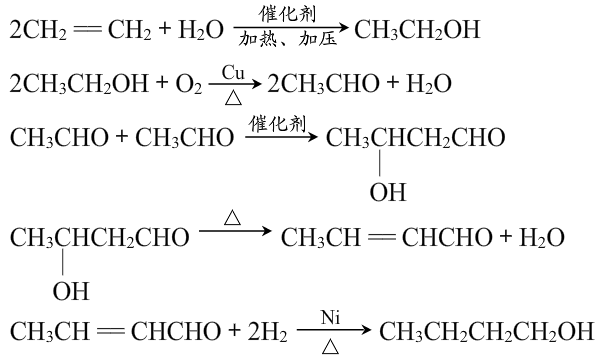 2CH₂＝CH₂ + H₂O 催化剂 加热、加压 → CH₃CH₂OH
2CH₃CH₂OH + O₂ Cu △ → 2CH₃CHO + H₂O
CH₃CHO + CH₃CHO 催化剂 → CH₃CHCH₂CHO
OH
CH₃CHCH₂CHO △ → CH₃CH＝CHCHO + H₂O
OH
CH₃CH＝CHCHO + 2H₂ Ni △ → CH₃CH₂CH₂CH₂OH